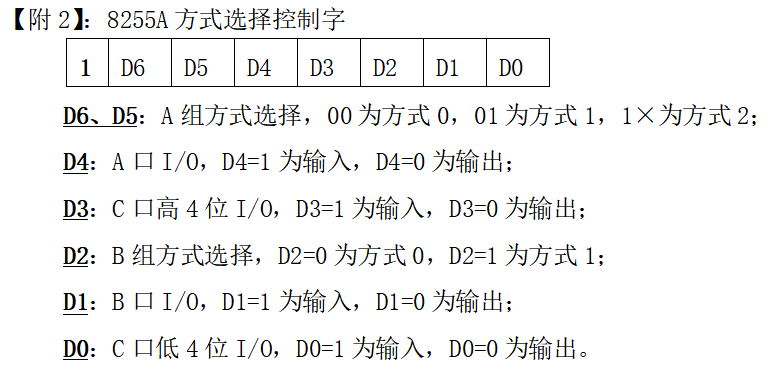 【附 2】：8255A 方式选择控制字
1 D6 D5 D4 D3 D2 D1 D0
D6、D5：A 组方式选择，00 为方式 0，01 为方式 1，1×为方式 2；
D4：A 口 I/O，D4=1 为输入，D4=0 为输出；
D3：C 口高 4 位 I/O，D3=1 为输入，D3=0 为输出；
D2：B 组方式选择，D2=0 为方式 0，D2=1 为方式 1；
D1：B 口 I/O，D1=1 为输入，D1=0 为输出；
D0：C 口低 4 位 I/O，D0=1 为输入，D0=0 为输出。